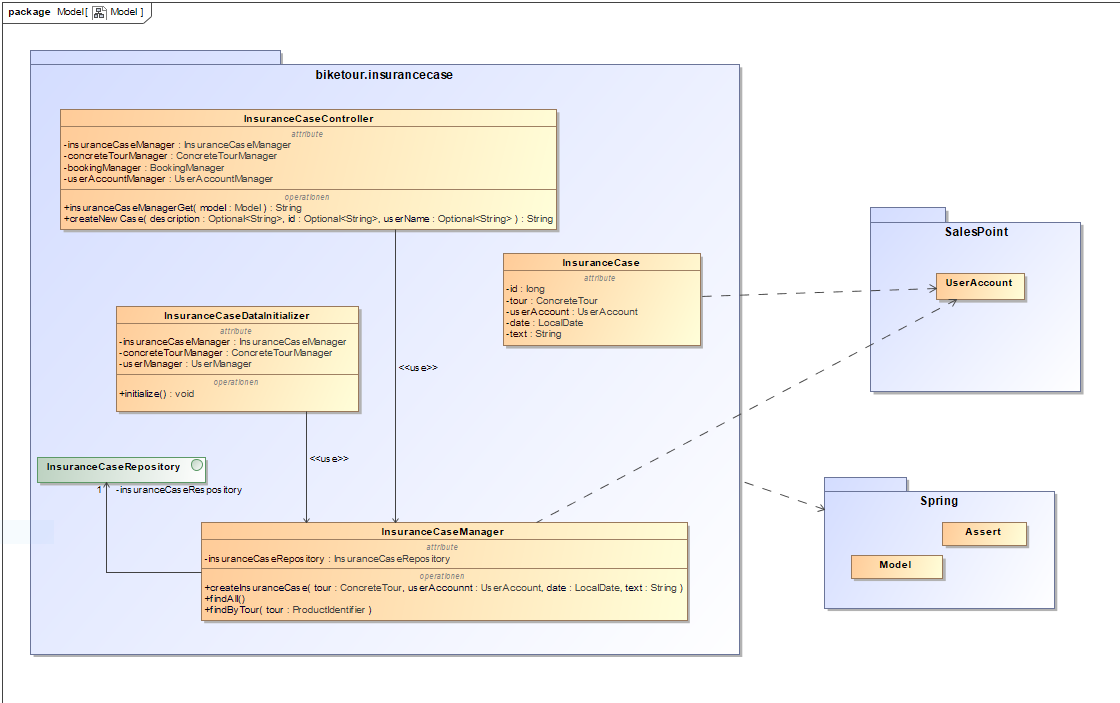 package Model[ Model ]
biketour.insurancecase
InsuranceCaseController
attribute
-insuranceCaseManager : InsuranceCaseManager
-concreteTourManager : ConcreteTourManager
-bookingManager : BookingManager
-userAccountManager : UserAccountManager
operationen
+insuranceCaseManagerGet( model : Model ) : String
+createNewCase( description : Optional<String>, id : Optional<String>, userName : Optional<String> ) : String
SalesPoint
UserAccount
InsuranceCase
attribute
-id : long
-tour : ConcreteTour
-userAccount : UserAccount
-date : LocalDate
-text : String
InsuranceCaseDataInitializer
attribute
-insuranceCaseManager : InsuranceCaseManager
-concreteTourManager : ConcreteTourManager
-userManager : UserManager
operationen
+initialize() : void
<<use>>
<<use>>
InsuranceCaseRepository
1 -insuranceCaseRespository
Spring
Assert
Model
InsuranceCaseManager
attribute
-insuranceCaseRepository : InsuranceCaseRepository
operationen
+createInsuranceCase( tour : ConcreteTour, userAccounnt : UserAccount, date : LocalDate, text : String )
+findAll()
+findByTour( tour : ProductIdentifier )